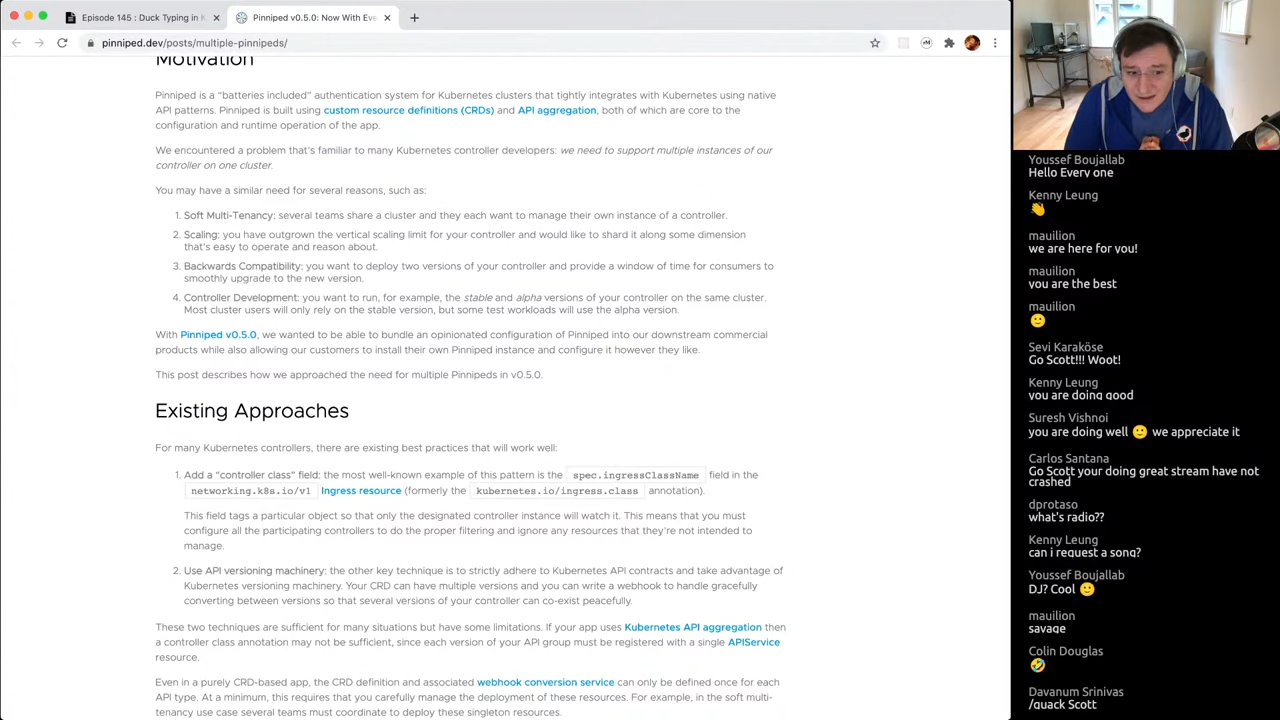 Episode 145 : Duck Typing in K
Pinniped v0.5.0: Now With Eve
pinniped.dev/posts/multiple-pinnipeds/
Motivation
Pinniped is a “batteries included” authentication system for Kubernetes clusters that tightly integrates with Kubernetes using native
API patterns. Pinniped is built using custom resource definitions (CRDs) and API aggregation, both of which are core to the
configuration and runtime operation of the app.
We encountered a problem that's familiar to many Kubernetes controller developers: we need to support multiple instances of our
controller on one cluster.
You may have a similar need for several reasons, such as:
1. Soft Multi-Tenancy: several teams share a cluster and they each want to manage their own instance of a controller.
2. Scaling: you have outgrown the vertical scaling limit for your controller and would like to shard it along some dimension
that's easy to operate and reason about.
3. Backwards Compatibility: you want to deploy two versions of your controller and provide a window of time for consumers to
smoothly upgrade to the new version.
4. Controller Development: you want to run, for example, the stable and alpha versions of your controller on the same cluster.
Most cluster users will only rely on the stable version, but some test workloads will use the alpha version.
With Pinniped v0.5.0, we wanted to be able to bundle an opinionated configuration of Pinniped into our downstream commercial
products while also allowing our customers to install their own Pinniped instance and configure it however they like.
This post describes how we approached the need for multiple Pinnipeds in v0.5.0.
Existing Approaches
For many Kubernetes controllers, there are existing best practices that will work well:
1. Add a “controller class” field: the most well-known example of this pattern is the spec.ingressClassName field in the
networking.k8s.io/v1 Ingress resource (formerly the kubernetes.io/ingress.class annotation).
This field tags a particular object so that only the designated controller instance will watch it. This means that you must
configure all the participating controllers to do the proper filtering and ignore any resources that they're not intended to
manage.
2. Use API versioning machinery: the other key technique is to strictly adhere to Kubernetes API contracts and take advantage of
Kubernetes versioning machinery. Your CRD can have multiple versions and you can write a webhook to handle gracefully
converting between versions so that several versions of your controller can co-exist peacefully.
These two techniques are sufficient for many situations but have some limitations. If your app uses Kubernetes API aggregation then
a controller class annotation may not be sufficient, since each version of your API group must be registered with a single APIService
resource.
Even in a purely CRD-based app, the CRD definition and associated webhook conversion service can only be defined once for each
API type. At a minimum, this requires that you carefully manage the deployment of these resources. For example, in the soft multi-
tenancy use case several teams must coordinate to deploy these singleton resources.
Youssef Boujallab
Hello Every one
Kenny Leung
👋
mauilion
we are here for you!
mauilion
you are the best
mauilion
🙂
Sevi Karaköse
Go Scott!!! Woot!
Kenny Leung
you are doing good
Suresh Vishnoi
you are doing well 🙂 we appreciate it
Carlos Santana
Go Scott your doing great stream have not
crashed
dprotaso
what's radio??
Kenny Leung
can i request a song?
Youssef Boujallab
DJ? Cool 🙂
mauilion
savage
Colin Douglas
🤣
Davanum Srinivas
/quack Scott